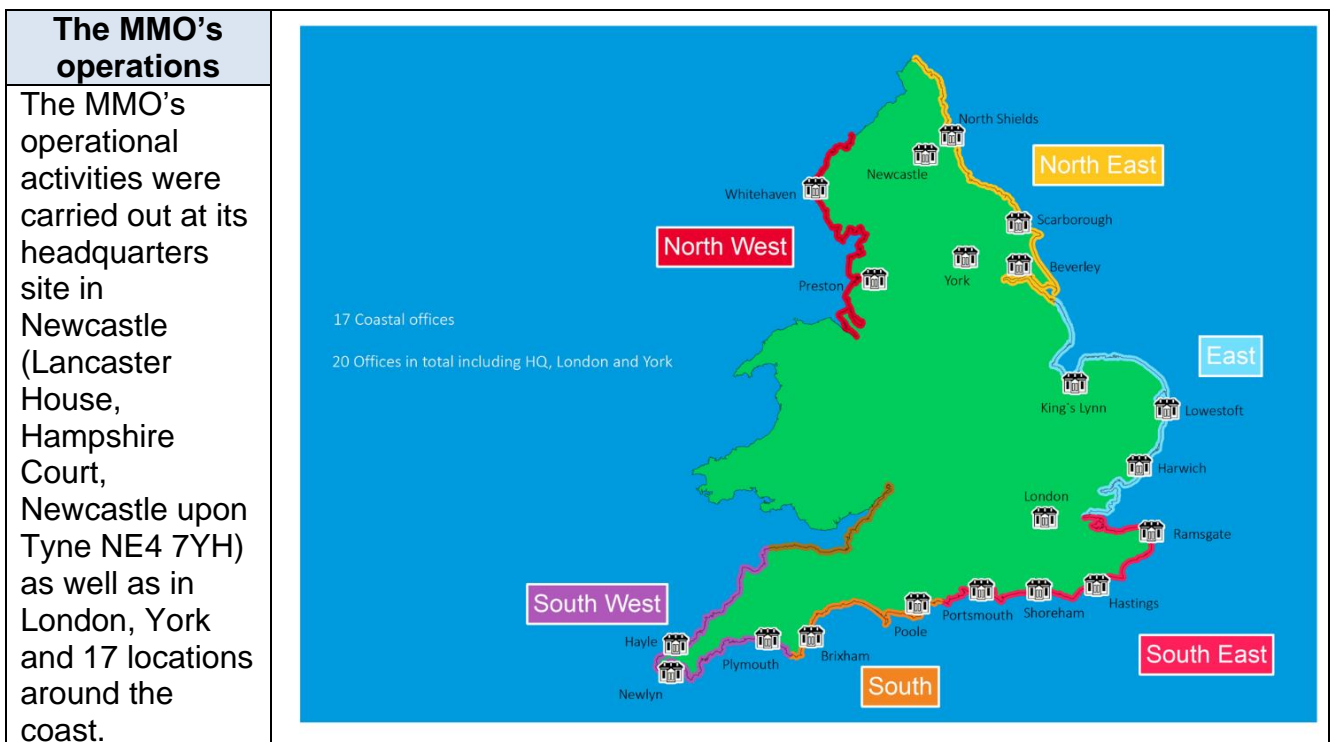 The MMO’s
operations
The MMO’s
operational
activities were
carried out at its
headquarters
site in
Newcastle
(Lancaster
House,
Hampshire
Court,
Newcastle upon
Tyne NE4 7YH)
as well as in
London, York
and 17 locations
around the
coast.
North Shields
Newcastle
North East
Whitehaven
Scarborough
North West
Beverley
York
Preston
17 Coastal offices
20 Offices in total including HQ, London and York
East
King´s Lynn
Lowestoft
Harwich
London
Ramsgate
South West
Hastings
Portsmouth
Shoreham
Poole
Hayle
Plymouth
Brixham
South East
South
Newlyn